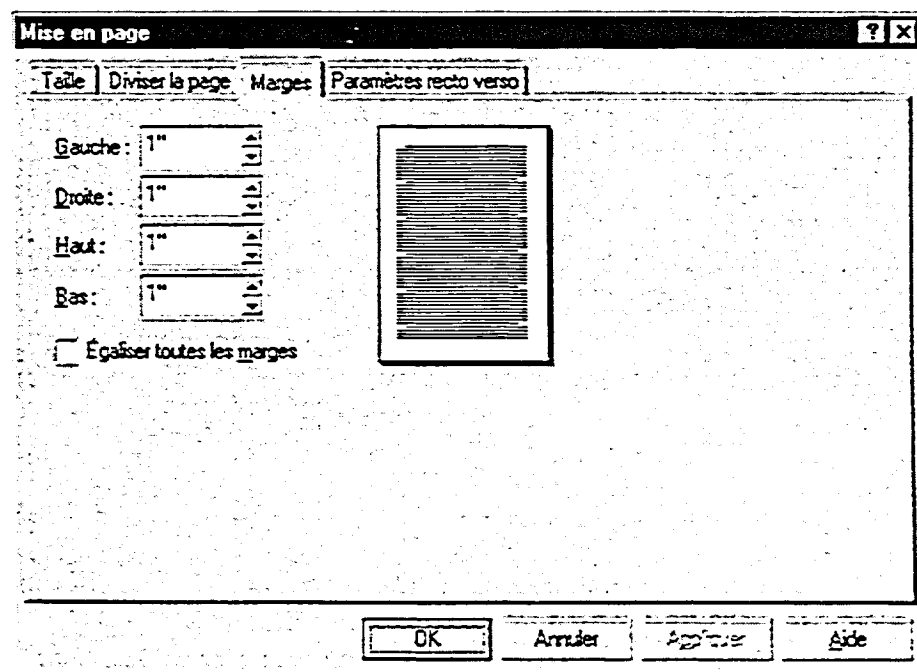 Mise en page
Taille Diviser la page Marges Paramètres recto verso
Gauche : 1"
Droite : 1"
Haut : 1"
Bas : 1"
Égaliser toutes les marges
OK Annuler Appliquer Aide